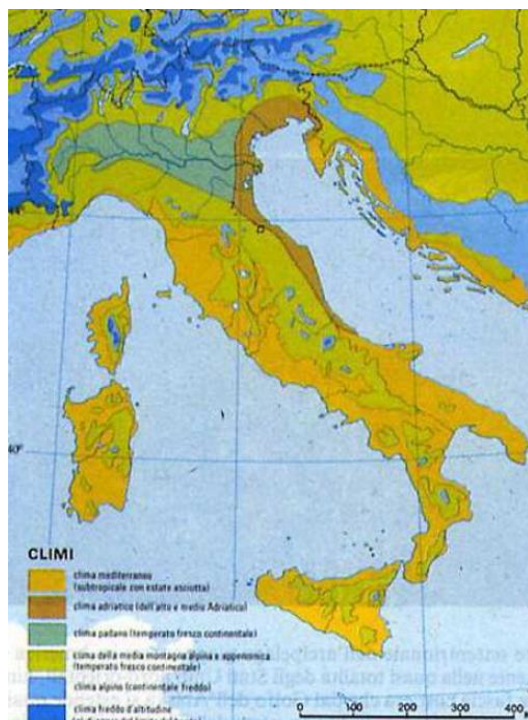 40°
CLIMI
clima mediterraneo
(subtropicale con estate asciutta)
clima adriatico (dell'alto e medio Adriatico)
clima padano (temperato fresco continentale)
clima della media montagna alpina e appenninica
(temperato fresco continentale)
clima alpino (continentale freddo)
clima freddo d'altitudine
0 100 200 300 400